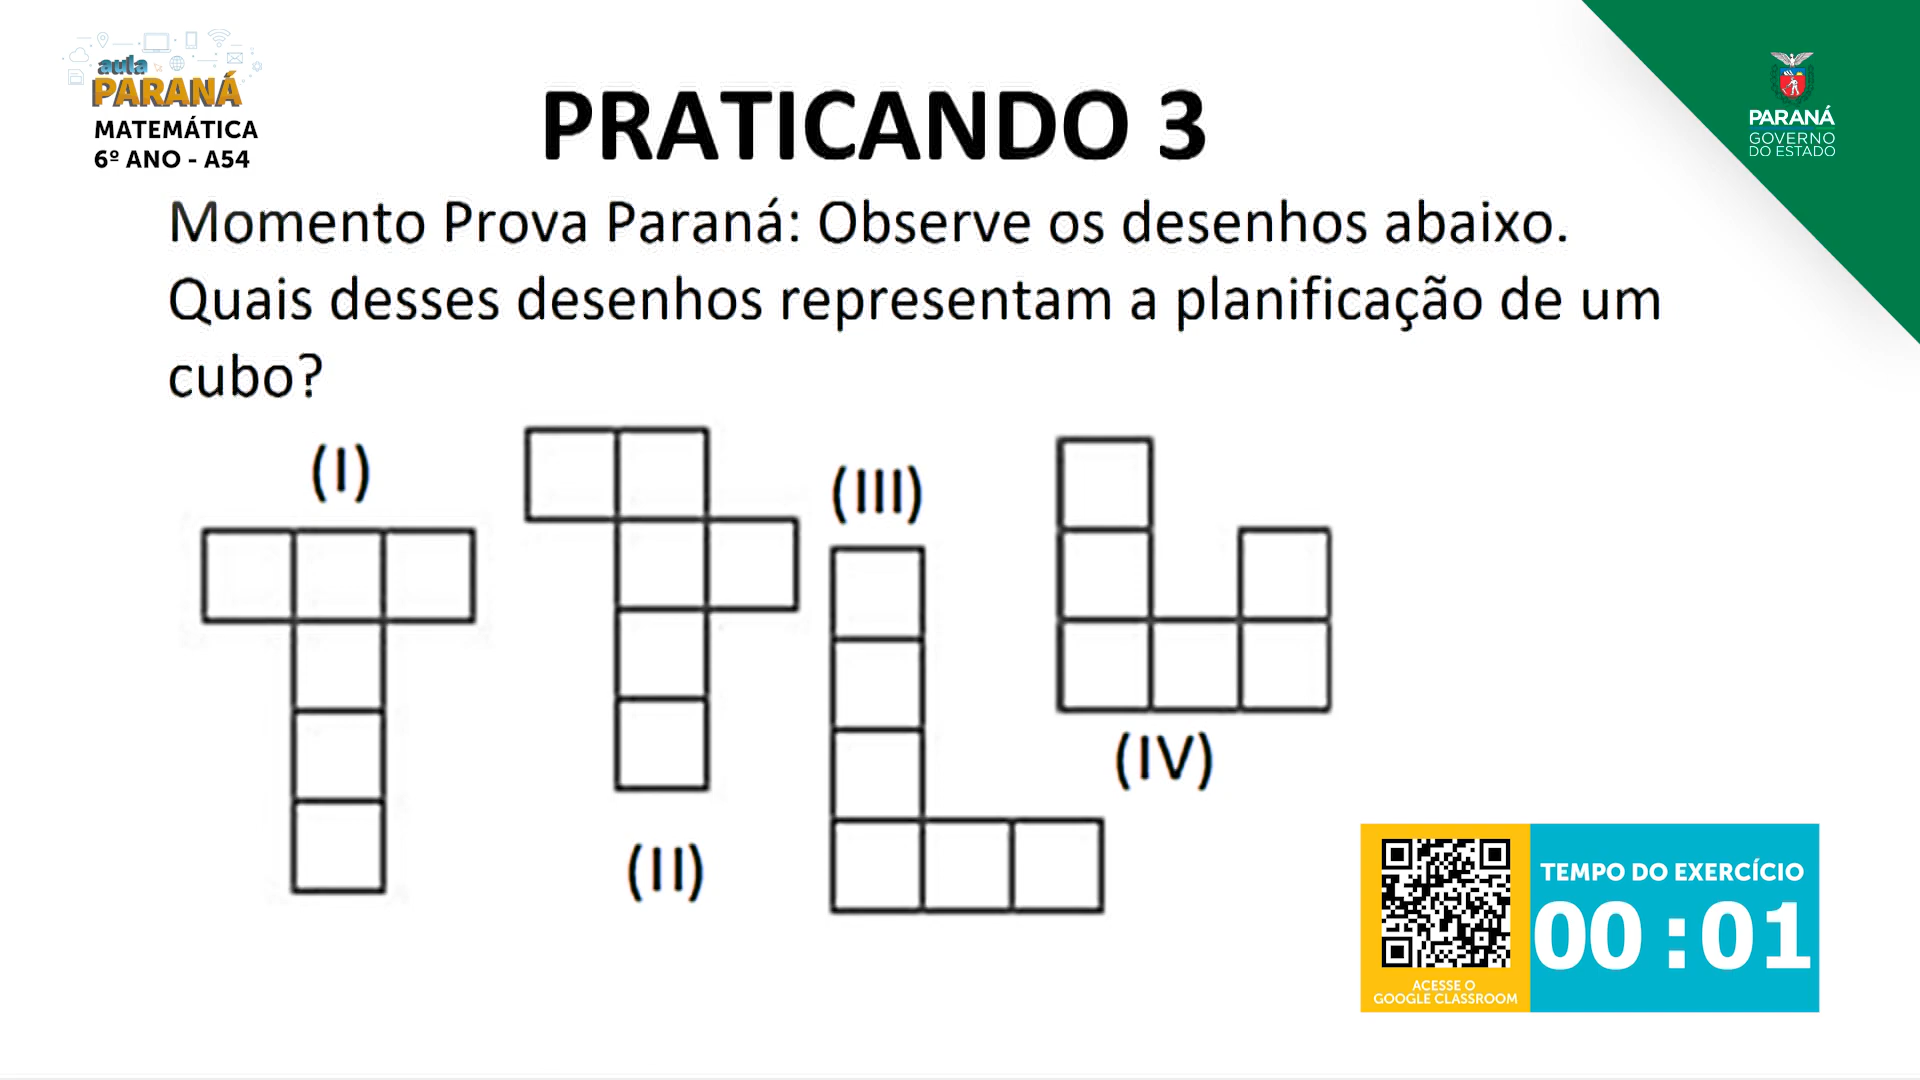 aula
PARANÁ
MATEMÁTICA
6º ANO - A54
PRATICANDO 3
PARANÁ
GOVERNO
DO ESTADO
Momento Prova Paraná: Observe os desenhos abaixo.
Quais desses desenhos representam a planificação de um
cubo?
(I)
(III)
(IV)
(II)
TEMPO DO EXERCÍCIO
00 :01
ACESSE O
GOOGLE CLASSROOM